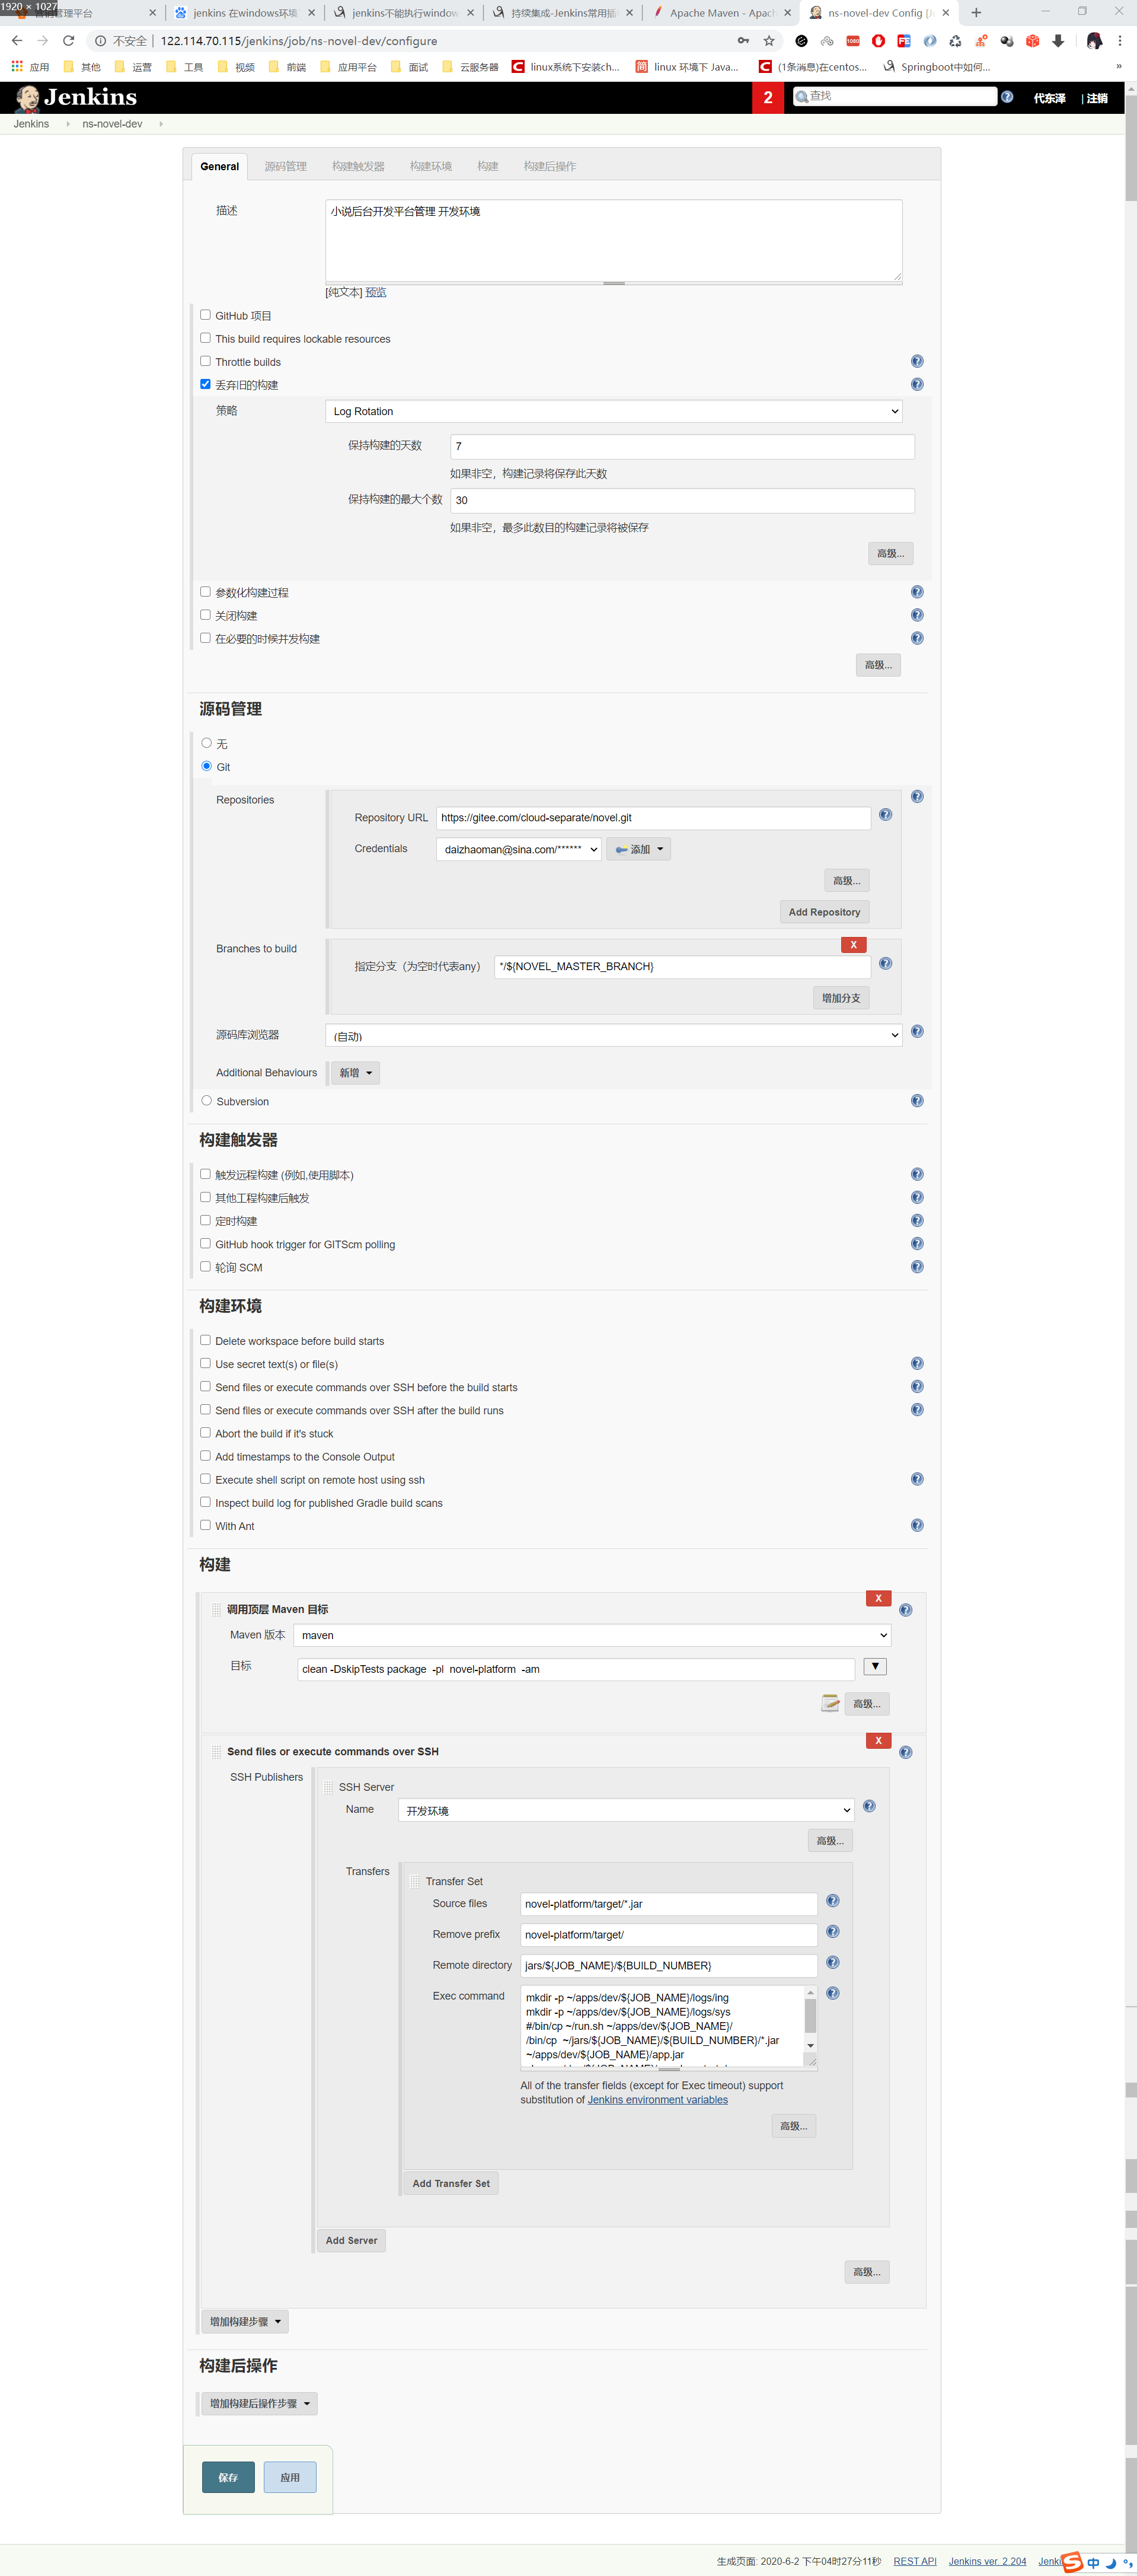 1920 × 1027
管理平台
jenkins 在windows环境
jenkins不能执行window
持续集成-Jenkins常用插
Apache Maven - Apach
ns-novel-dev Config [Je
不安全 | 122.114.70.115/jenkins/job/ns-novel-dev/configure
应用 其他 运营 工具 视频 前端 应用平台 面试 云服务器 linux系统下安装ch... linux 环境下 Java... (1条消息)在centos... Springboot中如何... »
Jenkins 2 查找 代东泽 | 注销
Jenkins ns-novel-dev
General 源码管理 构建触发器 构建环境 构建 构建后操作
描述 小说后台开发平台管理 开发环境
[纯文本] 预览
GitHub 项目
This build requires lockable resources
Throttle builds
丢弃旧的构建
策略 Log Rotation
保持构建的天数 7
如果非空，构建记录将保存此天数
保持构建的最大个数 30
如果非空，最多此数目的构建记录将被保存
高级...
参数化构建过程
关闭构建
在必要的时候并发构建
高级...
源码管理
无
Git
Repositories
Repository URL https://gitee.com/cloud-separate/novel.git
Credentials daizhaoman@sina.com/****** 添加
高级...
Add Repository
Branches to build X
指定分支（为空时代表any） */${NOVEL_MASTER_BRANCH}
增加分支
源码库浏览器 (自动)
Additional Behaviours 新增
Subversion
构建触发器
触发远程构建 (例如,使用脚本)
其他工程构建后触发
定时构建
GitHub hook trigger for GITScm polling
轮询 SCM
构建环境
Delete workspace before build starts
Use secret text(s) or file(s)
Send files or execute commands over SSH before the build starts
Send files or execute commands over SSH after the build runs
Abort the build if it's stuck
Add timestamps to the Console Output
Execute shell script on remote host using ssh
Inspect build log for published Gradle build scans
With Ant
构建
X
调用顶层 Maven 目标
Maven 版本 maven
目标 clean -DskipTests package -pl novel-platform -am
高级...
X
Send files or execute commands over SSH
SSH Publishers
SSH Server
Name 开发环境
高级...
Transfers
Transfer Set
Source files novel-platform/target/*.jar
Remove prefix novel-platform/target/
Remote directory jars/${JOB_NAME}/${BUILD_NUMBER}
Exec command mkdir -p ~/apps/dev/${JOB_NAME}/logs/ing
mkdir -p ~/apps/dev/${JOB_NAME}/logs/sys
#/bin/cp ~/run.sh ~/apps/dev/${JOB_NAME}/
/bin/cp ~/jars/${JOB_NAME}/${BUILD_NUMBER}/*.jar
~/apps/dev/${JOB_NAME}/app.jar
All of the transfer fields (except for Exec timeout) support
substitution of Jenkins environment variables
高级...
Add Transfer Set
Add Server
高级...
增加构建步骤
构建后操作
增加构建后操作步骤
保存 应用
生成页面: 2020-6-2 下午04时27分11秒 REST API Jenkins ver. 2.204 Jenki
中